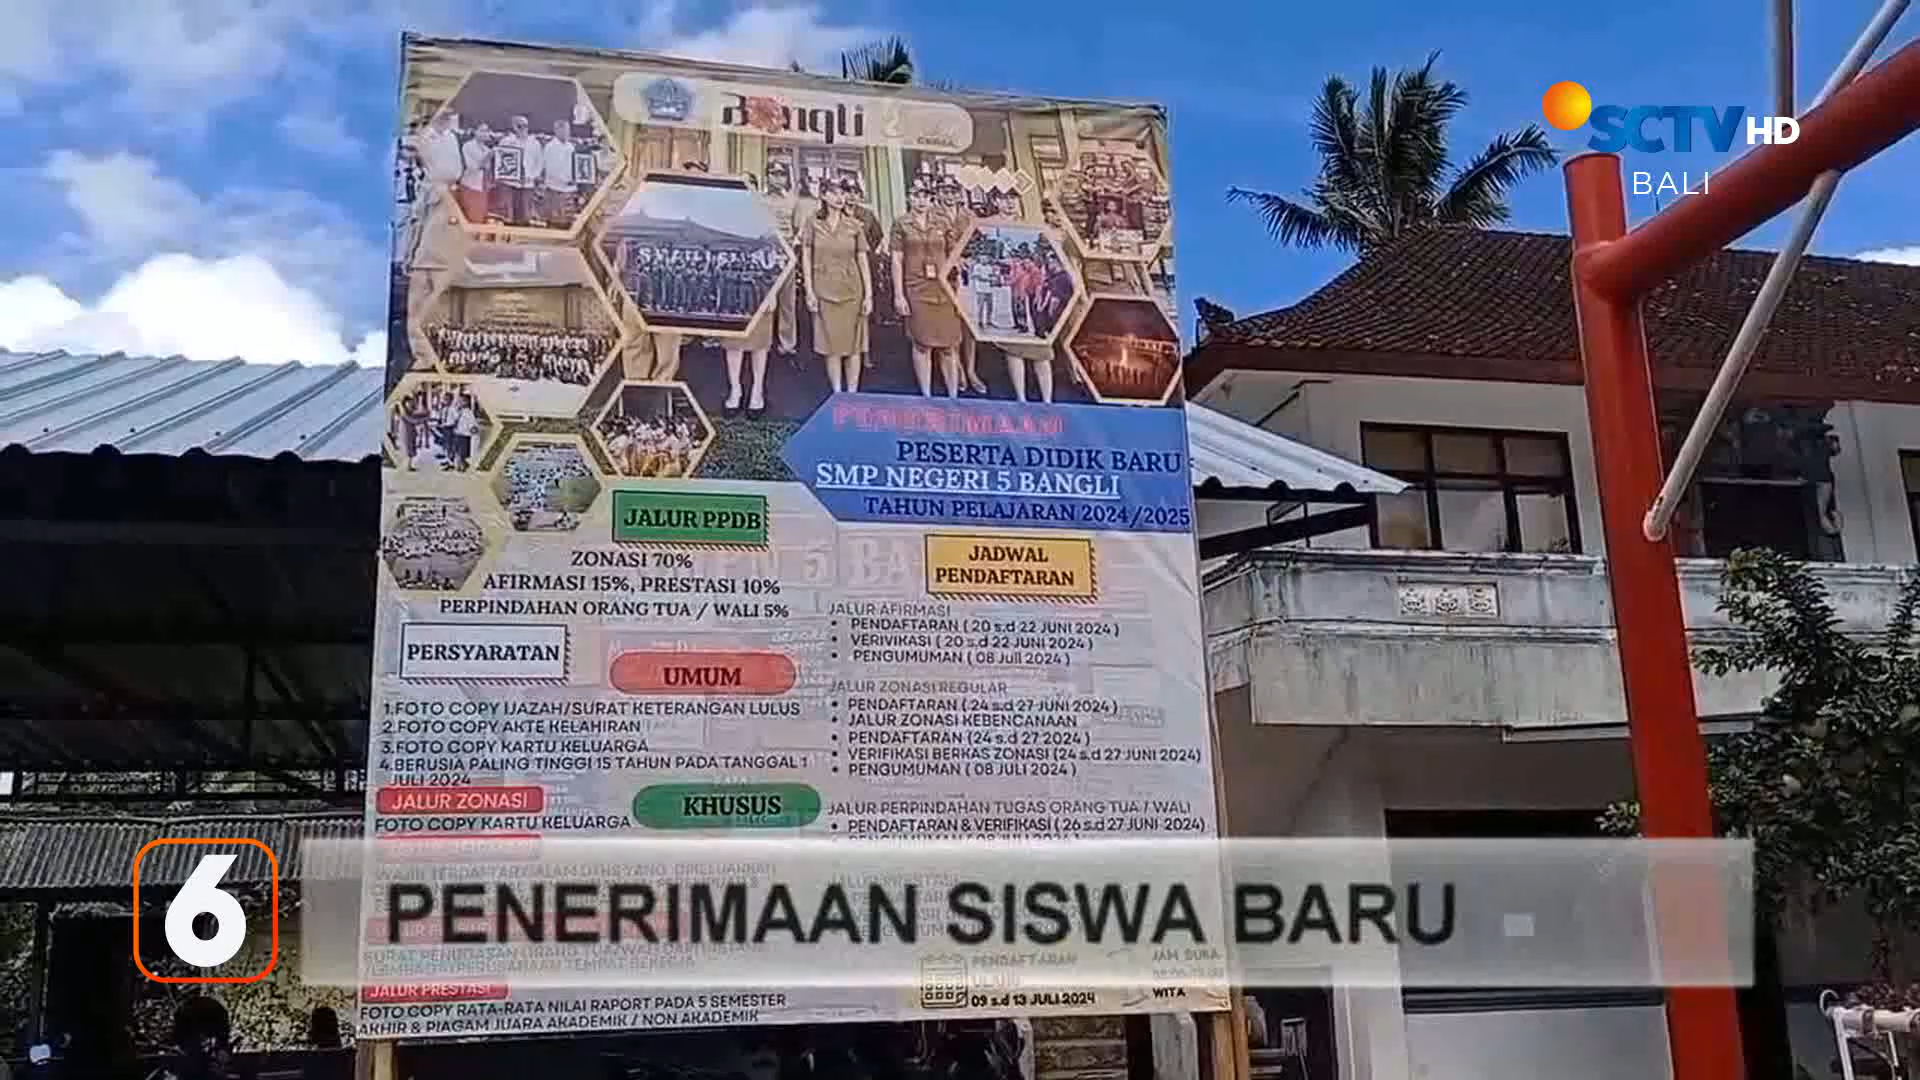 Bangli
SCTV HD
BALI
PENERIMAAN
PESERTA DIDIK BARU
SMP NEGERI 5 BANGLI
TAHUN PELAJARAN 2024/2025
JALUR PPDB
ZONASI 70%
AFIRMASI 15%, PRESTASI 10%
PERPINDAHAN ORANG TUA / WALI 5%
PERSYARATAN
UMUM
1.FOTO COPY IJAZAH/SURAT KETERANGAN LULUS
2.FOTO COPY AKTE KELAHIRAN
3.FOTO COPY KARTU KELUARGA
4.BERUSIA PALING TINGGI 15 TAHUN PADA TANGGAL 1
JULI 2024
JALUR ZONASI
KHUSUS
FOTO COPY KARTU KELUARGA
JALUR PRESTASI
FOTO COPY RATA-RATA NILAI RAPORT PADA 5 SEMESTER
AKHIR & PIAGAM JUARA AKADEMIK / NON AKADEMIK
JADWAL
PENDAFTARAN
JALUR AFIRMASI
• PENDAFTARAN ( 20 s.d 22 JUNI 2024 )
• VERIVIKASI ( 20 s.d 22 JUNI 2024 )
• PENGUMUMAN ( 08 JUlI 2024 )
JALUR ZONASI REGULAR
• PENDAFTARAN ( 24 s.d 27 JUNI 2024 )
• JALUR ZONASI KEBENCANAAN
• PENDAFTARAN (24 s.d 27 2024 )
• VERIFIKASI BERKAS ZONASI (24 s.d 27 JUNI 2024)
• PENGUMUMAN ( 08 JULI 2024 )
JALUR PERPINDAHAN TUGAS ORANG TUA / WALI
• PENDAFTARAN & VERIFIKASI ( 26 s.d 27 JUNI 2024)
PENDAFTARAN
ULANG
09 s.d 13 JULI 2024
JAM BUKA
WITA
6
PENERIMAAN SISWA BARU